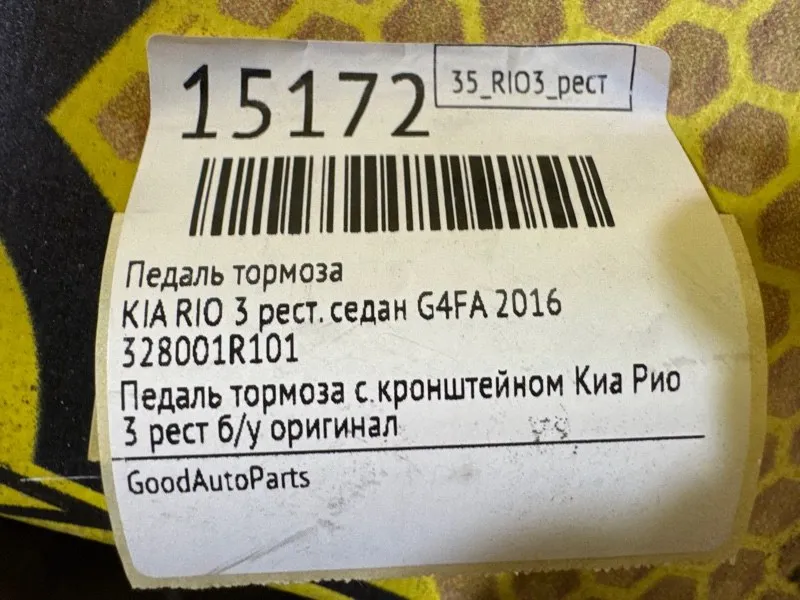 15172
35_RIO3_рест
Педаль тормоза
KIA RIO 3 рест. седан G4FA 2016
328001R101
Педаль тормоза с кронштейном Киа Рио
3 рест б/у оригинал
GoodAutoParts